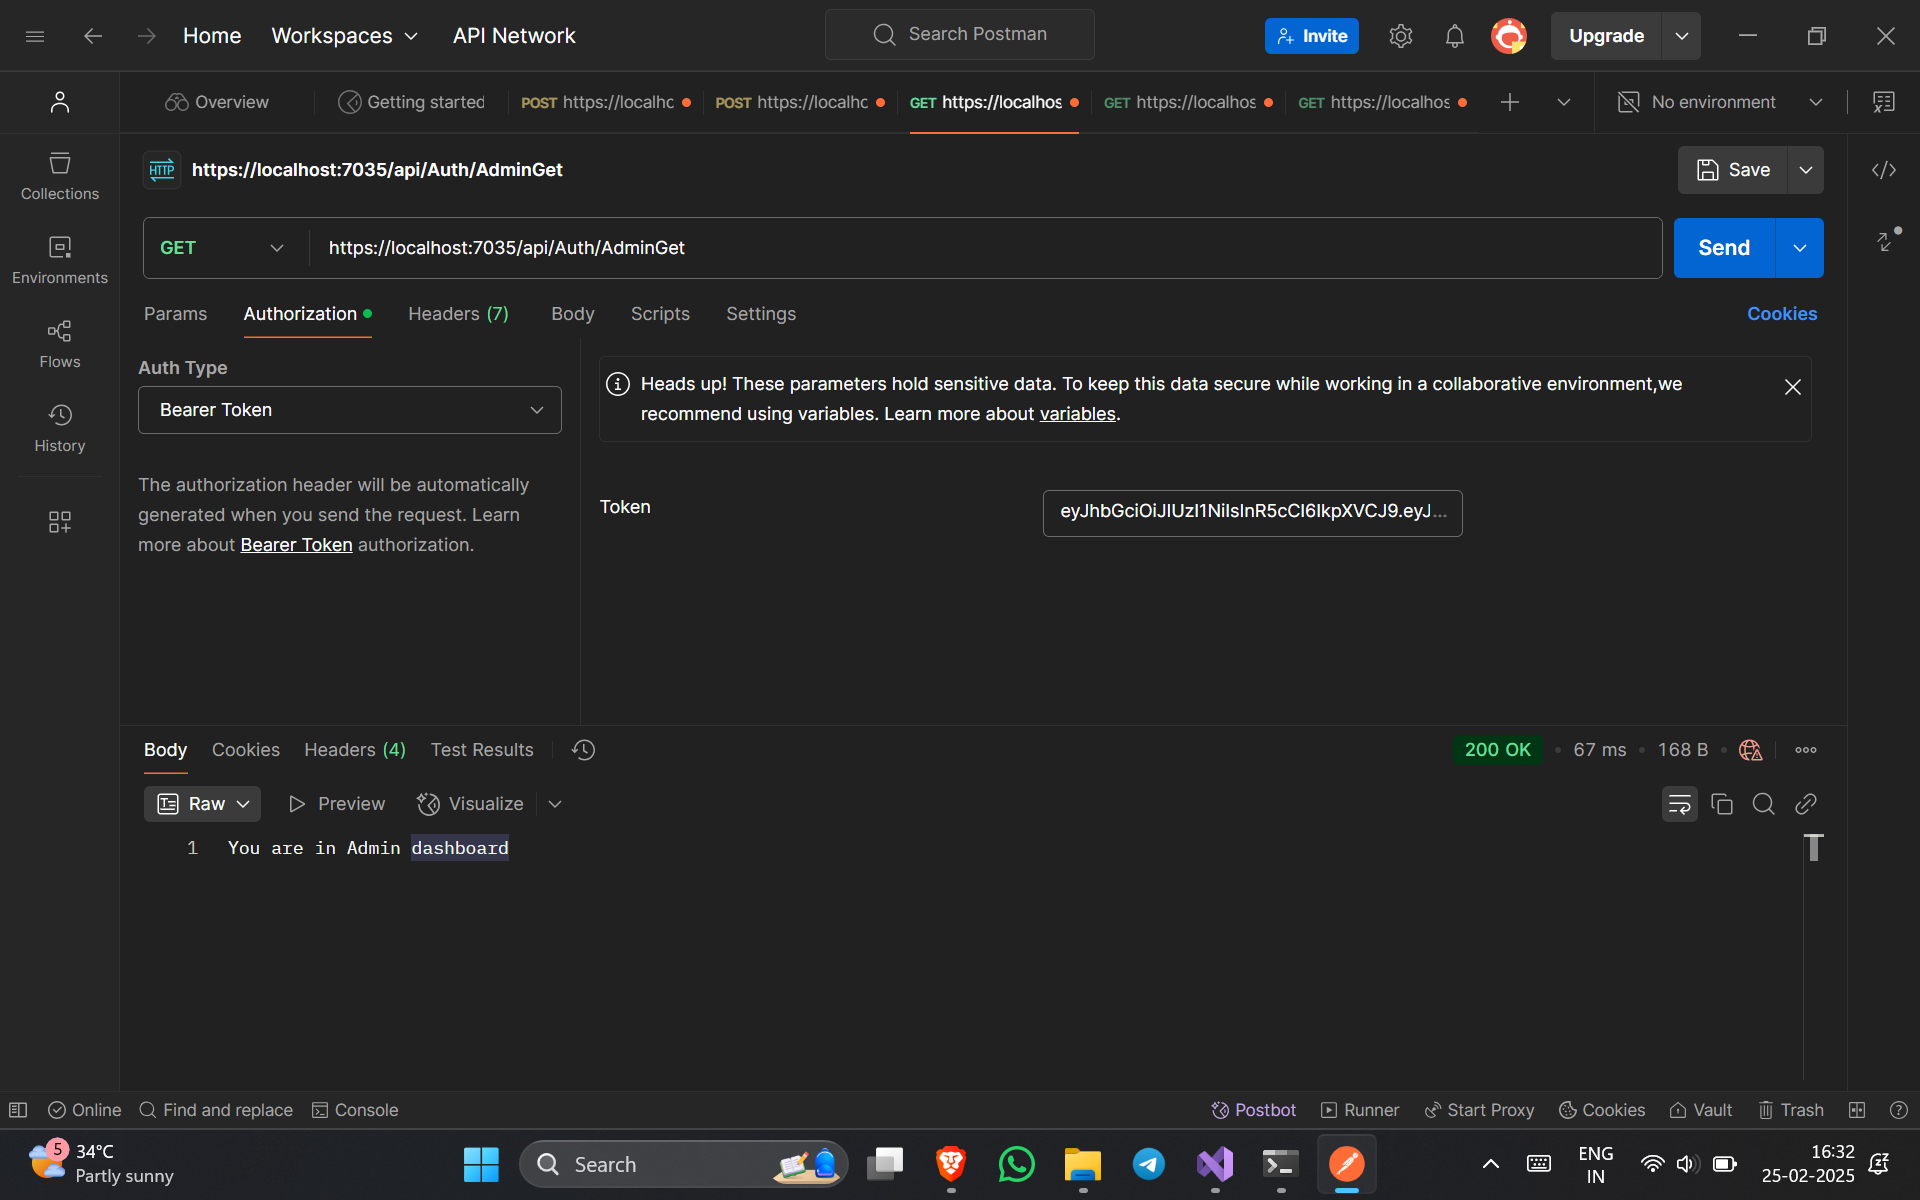 Home Workspaces API Network Search Postman Invite Upgrade
Overview Getting started POST https://localhc POST https://localhc GET https://localhos GET https://localhos GET https://localhos No environment
HTTP https://localhost:7035/api/Auth/AdminGet Save
Collections
GET https://localhost:7035/api/Auth/AdminGet Send
Environments
Params Authorization Headers (7) Body Scripts Settings Cookies
Flows
Auth Type
Bearer Token
Heads up! These parameters hold sensitive data. To keep this data secure while working in a collaborative environment,we
recommend using variables. Learn more about variables.
History
The authorization header will be automatically
generated when you send the request. Learn
more about Bearer Token authorization.
Token eyJhbGciOiJIUzI1NiIsInR5cCI6IkpXVCJ9.eyJ...
Body Cookies Headers (4) Test Results 200 OK • 67 ms • 168 B
Raw Preview Visualize
1 You are in Admin dashboard
Online Find and replace Console Postbot Runner Start Proxy Cookies Vault Trash
5 34°C
Partly sunny
Search
ENG
IN
16:32
25-02-2025